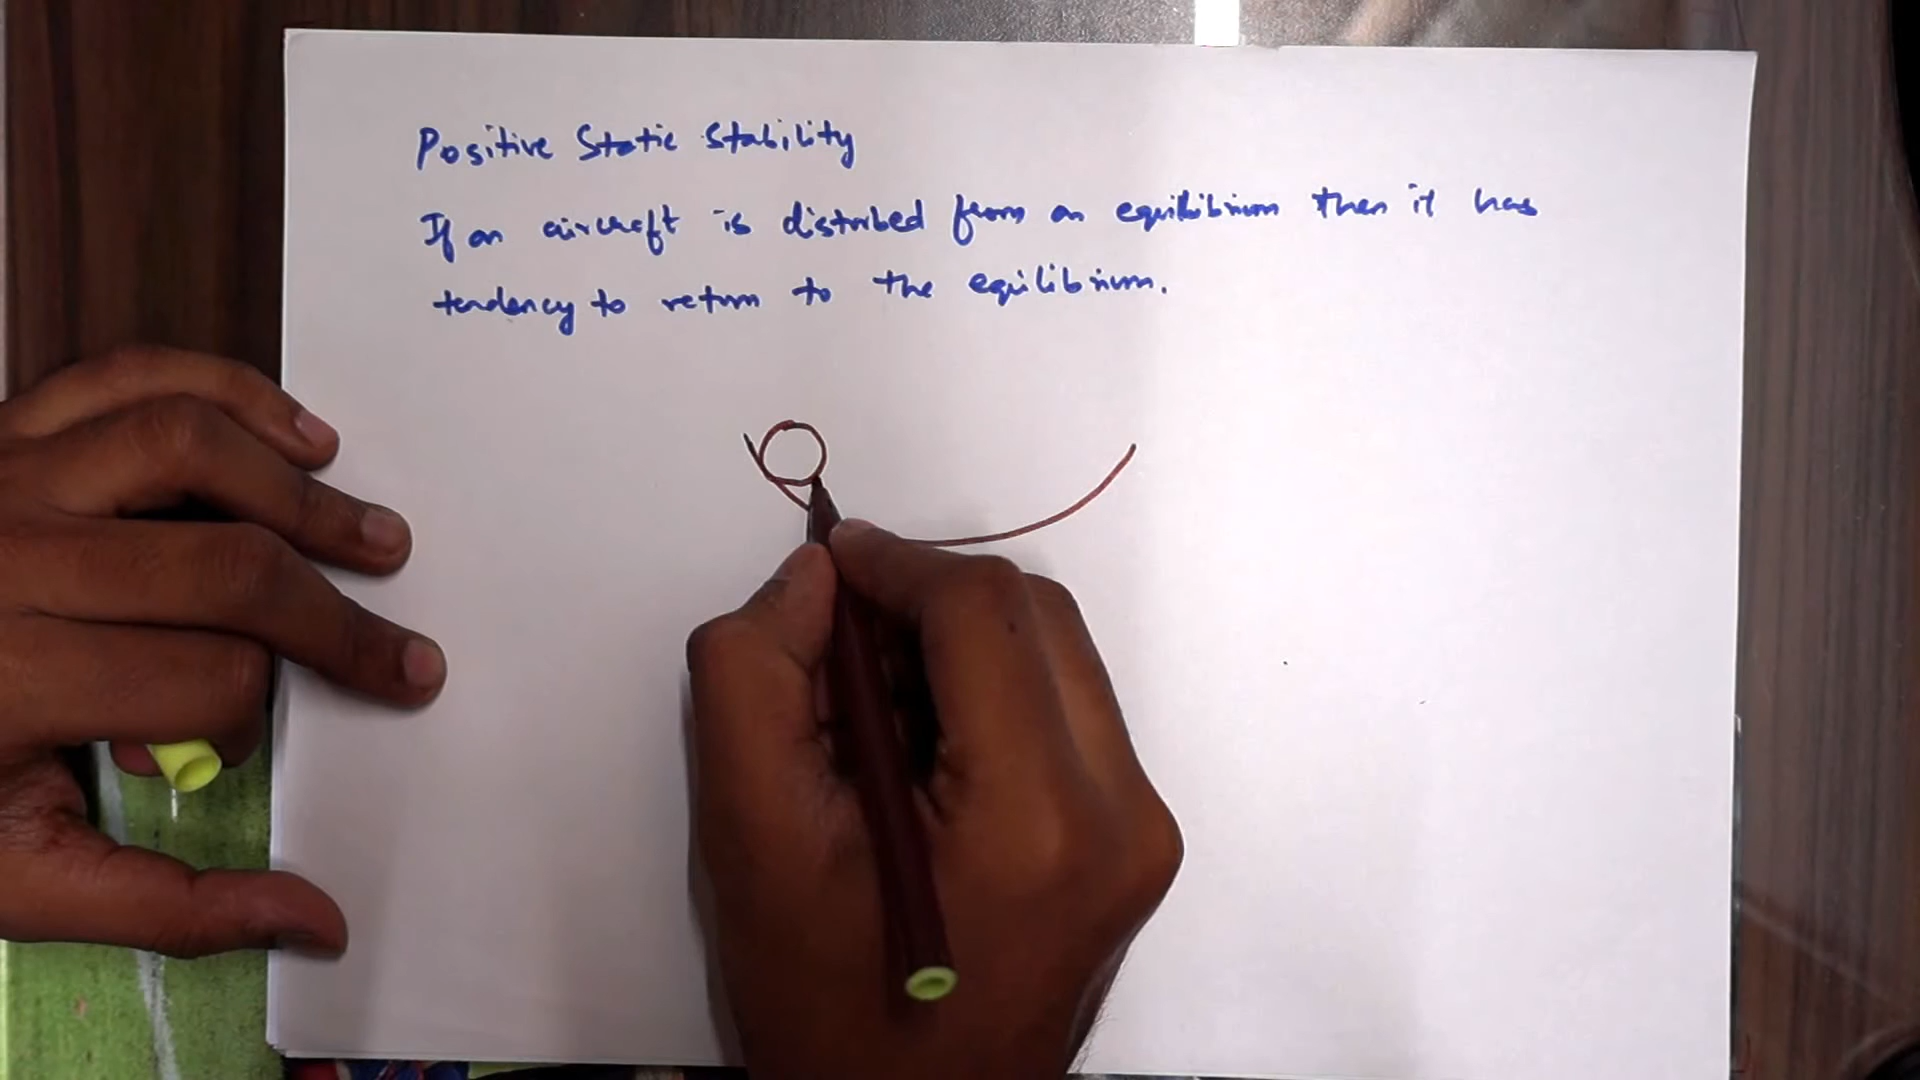 Positive Static Stability
If an aircraft is distrubed from an equilibrium then it has
tendency to return to the equilibrium.